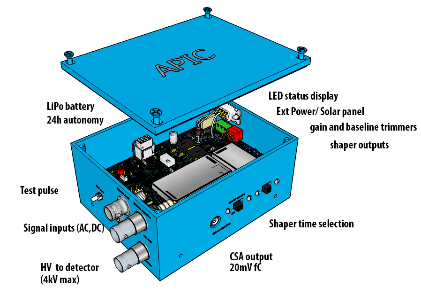 APIC
LiPo battery
24h autonomy
LED status display
Ext Power/ Solar panel
gain and baseline trimmers
shaper outputs
Test pulse
Signal inputs (AC,DC)
HV to detector
(4kV max)
CSA output
20mV fC
Shaper time selection